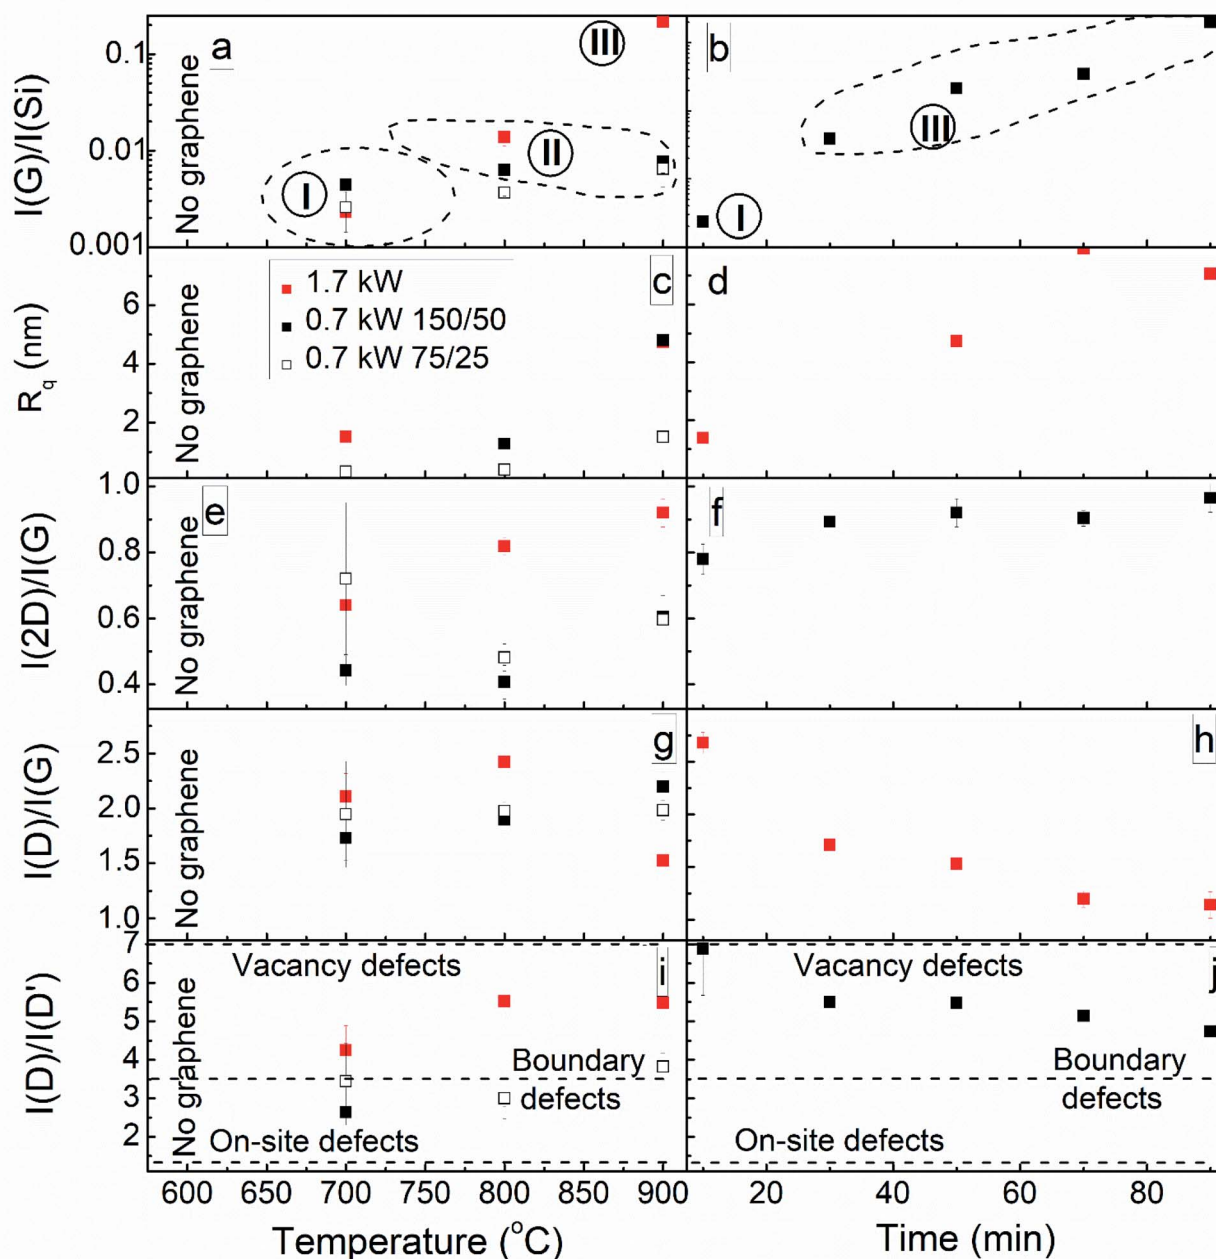 a
III
b
I(G)/I(Si)
0.1
0.01
0.001
No graphene
I
II
III
I
R_q (nm)
6
4
2
No graphene
1.7 kW
0.7 kW 150/50
0.7 kW 75/25
c
d
I(2D)/I(G)
1.0
1.0
0.8
0.6
0.4
No graphene
e
f
I(D)/I(G)
2.5
2.0
1.5
1.0
No graphene
g
h
I(D)/I(D')
7
6
5
4
3
2
No graphene
Vacancy defects
i
Boundary
defects
On-site defects
Vacancy defects
j
Boundary
defects
On-site defects
600 650 700 750 800 850 900
20 40 60 80
Temperature (°C)
Time (min)